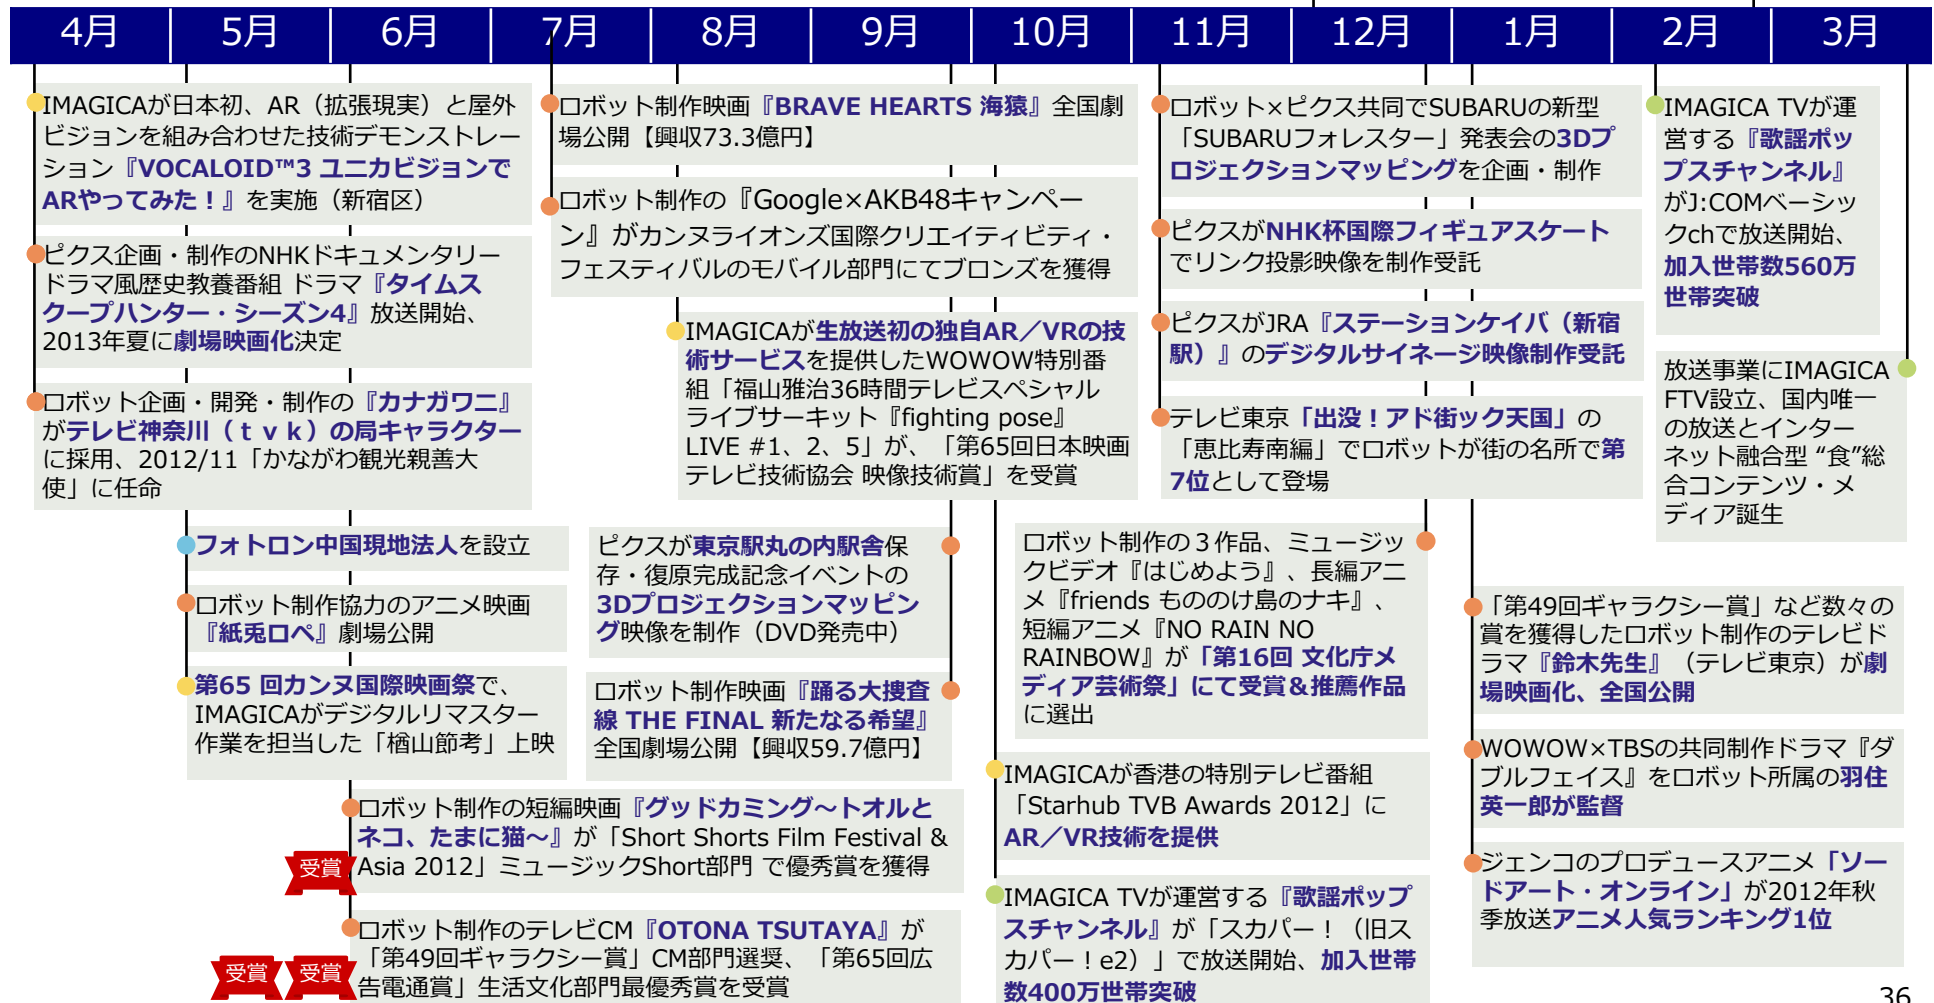 4月 5月 6月 7月 8月 9月 10月 11月 12月 1月 2月 3月
IMAGICAが日本初、AR（拡張現実）と屋外
ビジョンを組み合わせた技術デモンストレー
ション『VOCALOID™3 ユニカビジョンで
ARやってみた！』を実施（新宿区）
ピクス企画・制作のNHKドキュメンタリー
ドラマ風歴史教養番組 ドラマ『タイムス
クープハンター・シーズン4』放送開始、
2013年夏に劇場映画化決定
ロボット企画・開発・制作の『カナガワニ』
がテレビ神奈川（ｔｖｋ）の局キャラクター
に採用、2012/11「かながわ観光親善大
使」に任命
フォトロン中国現地法人を設立
ロボット制作協力のアニメ映画
『紙兎ロペ』劇場公開
第65 回カンヌ国際映画祭で、
IMAGICAがデジタルリマスター
作業を担当した「楢山節考」上映
ロボット制作の短編映画『グッドカミング～トオルと
ネコ、たまに猫～』が「Short Shorts Film Festival &
Asia 2012」ミュージックShort部門 で優秀賞を獲得
受賞
ロボット制作のテレビCM『OTONA TSUTAYA』が
「第49回ギャラクシー賞」CM部門選奨、「第65回広
告電通賞」生活文化部門最優秀賞を受賞
受賞 受賞
ロボット制作映画『BRAVE HEARTS 海猿』全国劇
場公開【興収73.3億円】
ロボット制作の『Google×AKB48キャンペー
ン』がカンヌライオンズ国際クリエイティビティ・
フェスティバルのモバイル部門にてブロンズを獲得
IMAGICAが生放送初の独自AR／VRの技
術サービスを提供したWOWOW特別番
組「福山雅治36時間テレビスペシャル
ライブサーキット『fighting pose』
LIVE #1、2、5」が、「第65回日本映画
テレビ技術協会 映像技術賞」を受賞
ピクスが東京駅丸の内駅舎保
存・復原完成記念イベントの
3Dプロジェクションマッピン
グ映像を制作（DVD発売中）
ロボット制作映画『踊る大捜査
線 THE FINAL 新たなる希望』
全国劇場公開【興収59.7億円】
ロボット×ピクス共同でSUBARUの新型
「SUBARUフォレスター」発表会の3Dプ
ロジェクションマッピングを企画・制作
ピクスがNHK杯国際フィギュアスケート
でリンク投影映像を制作受託
ピクスがJRA『ステーションケイバ（新宿
駅）』のデジタルサイネージ映像制作受託
テレビ東京「出没！アド街ック天国」の
「恵比寿南編」でロボットが街の名所で第
7位として登場
ロボット制作の３作品、ミュージッ
クビデオ『はじめよう』、長編アニ
メ『friends もののけ島のナキ』、
短編アニメ『NO RAIN NO
RAINBOW』が「第16回 文化庁メ
ディア芸術祭」にて受賞＆推薦作品
に選出
IMAGICAが香港の特別テレビ番組
「Starhub TVB Awards 2012」に
AR／VR技術を提供
IMAGICA TVが運営する『歌謡ポップ
スチャンネル』が「スカパー！（旧ス
カパー！e2）」で放送開始、加入世帯
数400万世帯突破
IMAGICA TVが運
営する『歌謡ポッ
プスチャンネル』
がJ:COMベーシッ
クchで放送開始、
加入世帯数560万
世帯突破
放送事業にIMAGICA
FTV設立、国内唯一
の放送とインター
ネット融合型 “食”総
合コンテンツ・メ
ディア誕生
「第49回ギャラクシー賞」など数々の
賞を獲得したロボット制作のテレビド
ラマ『鈴木先生』（テレビ東京）が劇
場映画化、全国公開
WOWOW×TBSの共同制作ドラマ『ダ
ブルフェイス』をロボット所属の羽住
英一郎が監督
ジェンコのプロデュースアニメ「ソー
ドアート・オンライン」が2012年秋
季放送アニメ人気ランキング1位
36